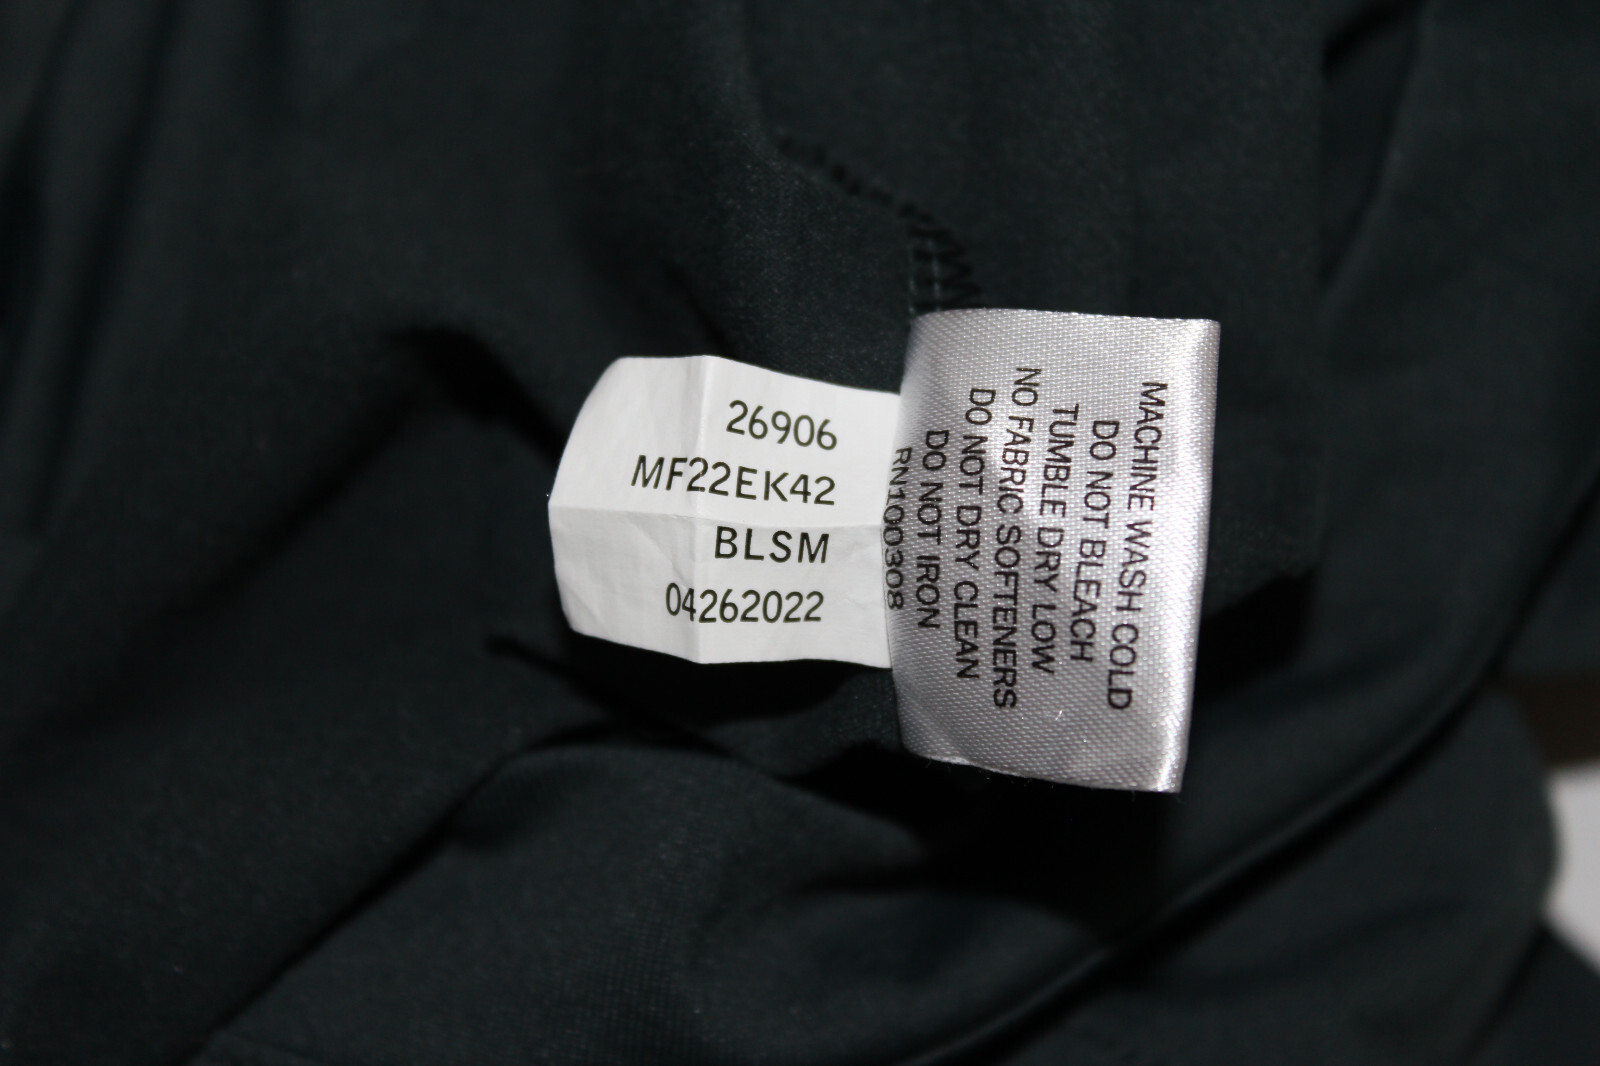 26906
MF22EK42
BLSM
04262022
MACHINE WASH COLD
DO NOT BLEACH
TUMBLE DRY LOW
NO FABRIC SOFTENERS
DO NOT DRY CLEAN
DO NOT IRON
RN100308